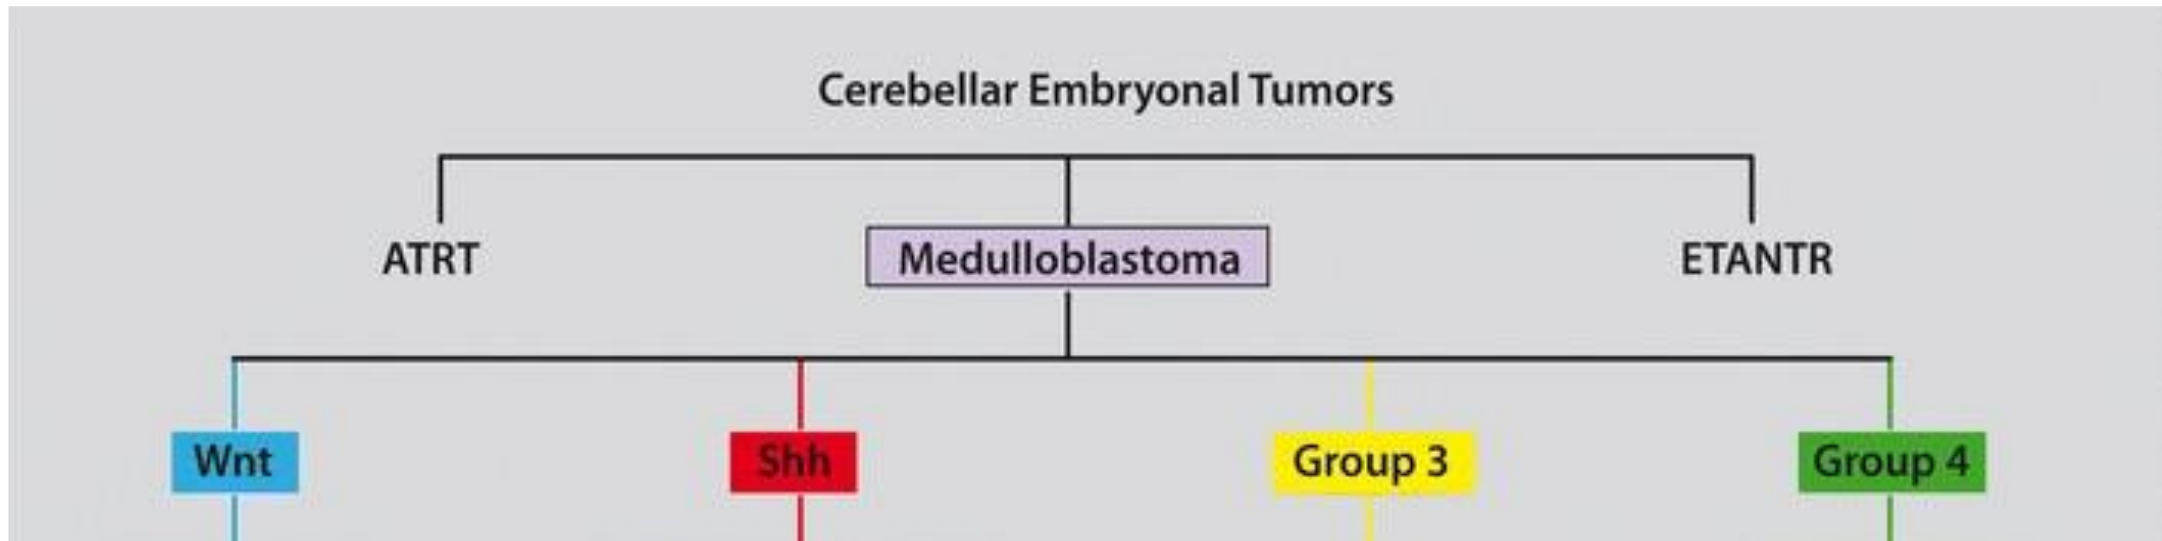 Cerebellar Embryonal Tumors
ATRT
Medulloblastoma
ETANTR
Wnt
Shh
Group 3
Group 4